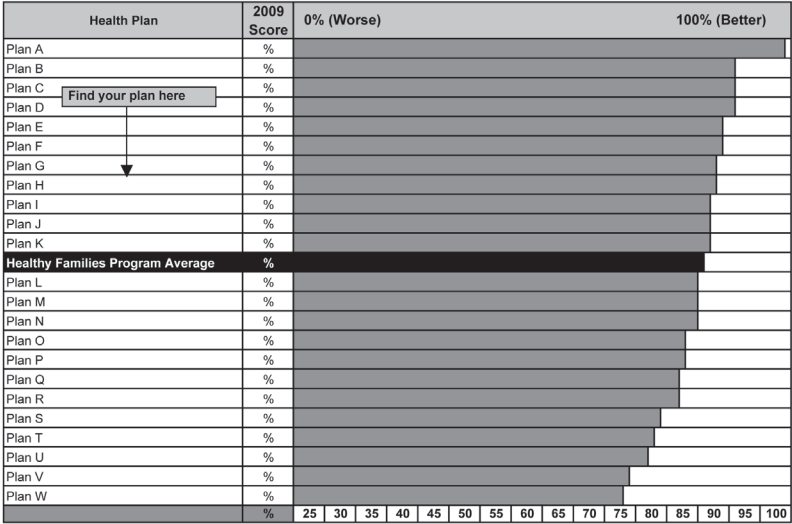 Health Plan 2009 Score 0% (Worse) 100% (Better)
Plan A %
Plan B %
Plan C %
Find your plan here
Plan D %
Plan E %
Plan F %
Plan G %
Plan H %
Plan I %
Plan J %
Plan K %
Healthy Families Program Average %
Plan L %
Plan M %
Plan N %
Plan O %
Plan P %
Plan Q %
Plan R %
Plan S %
Plan T %
Plan U %
Plan V %
Plan W %
% 25 30 35 40 45 50 55 60 65 70 75 80 85 90 95 100